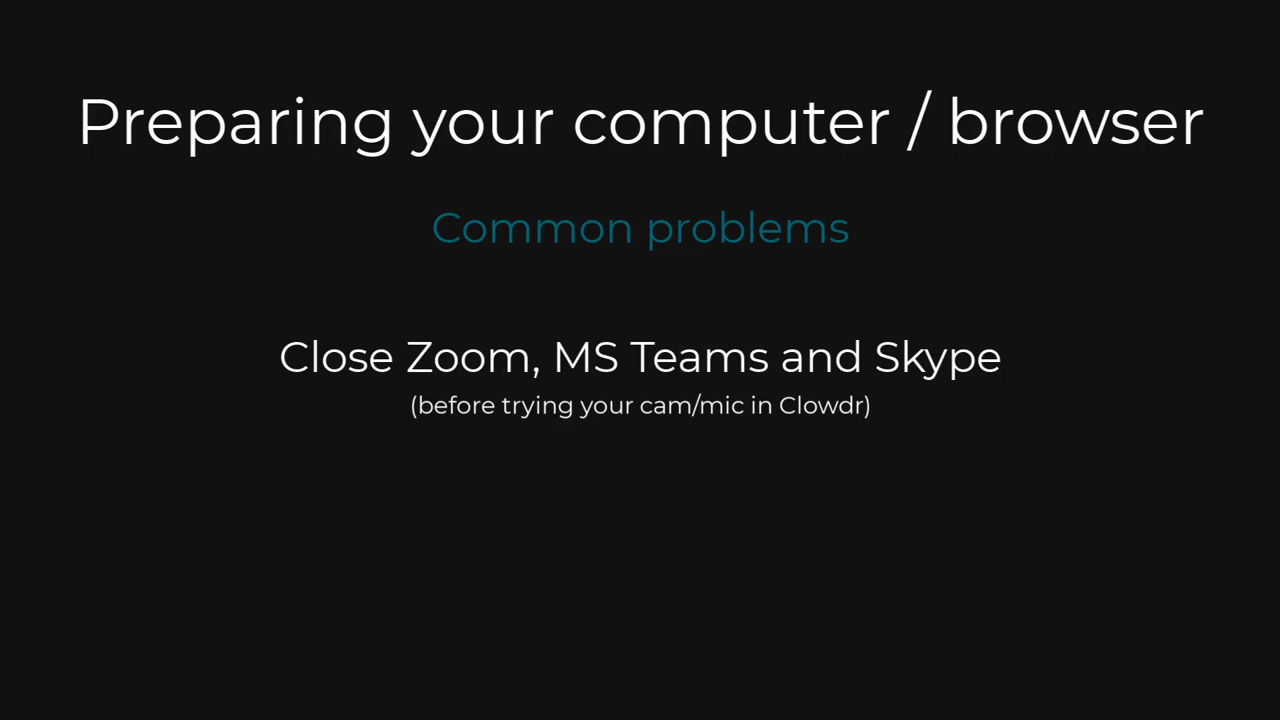 Preparing your computer / browser
Common problems
Close Zoom, MS Teams and Skype
(before trying your cam/mic in Clowdr)